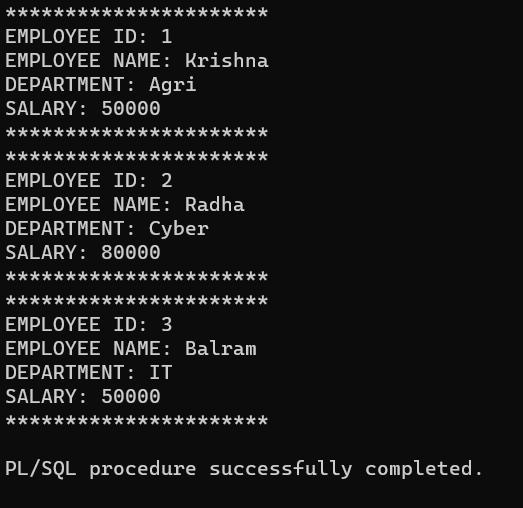 **********************
EMPLOYEE ID: 1
EMPLOYEE NAME: Krishna
DEPARTMENT: Agri
SALARY: 50000
**********************
**********************
EMPLOYEE ID: 2
EMPLOYEE NAME: Radha
DEPARTMENT: Cyber
SALARY: 80000
**********************
**********************
EMPLOYEE ID: 3
EMPLOYEE NAME: Balram
DEPARTMENT: IT
SALARY: 50000
**********************
PL/SQL procedure successfully completed.